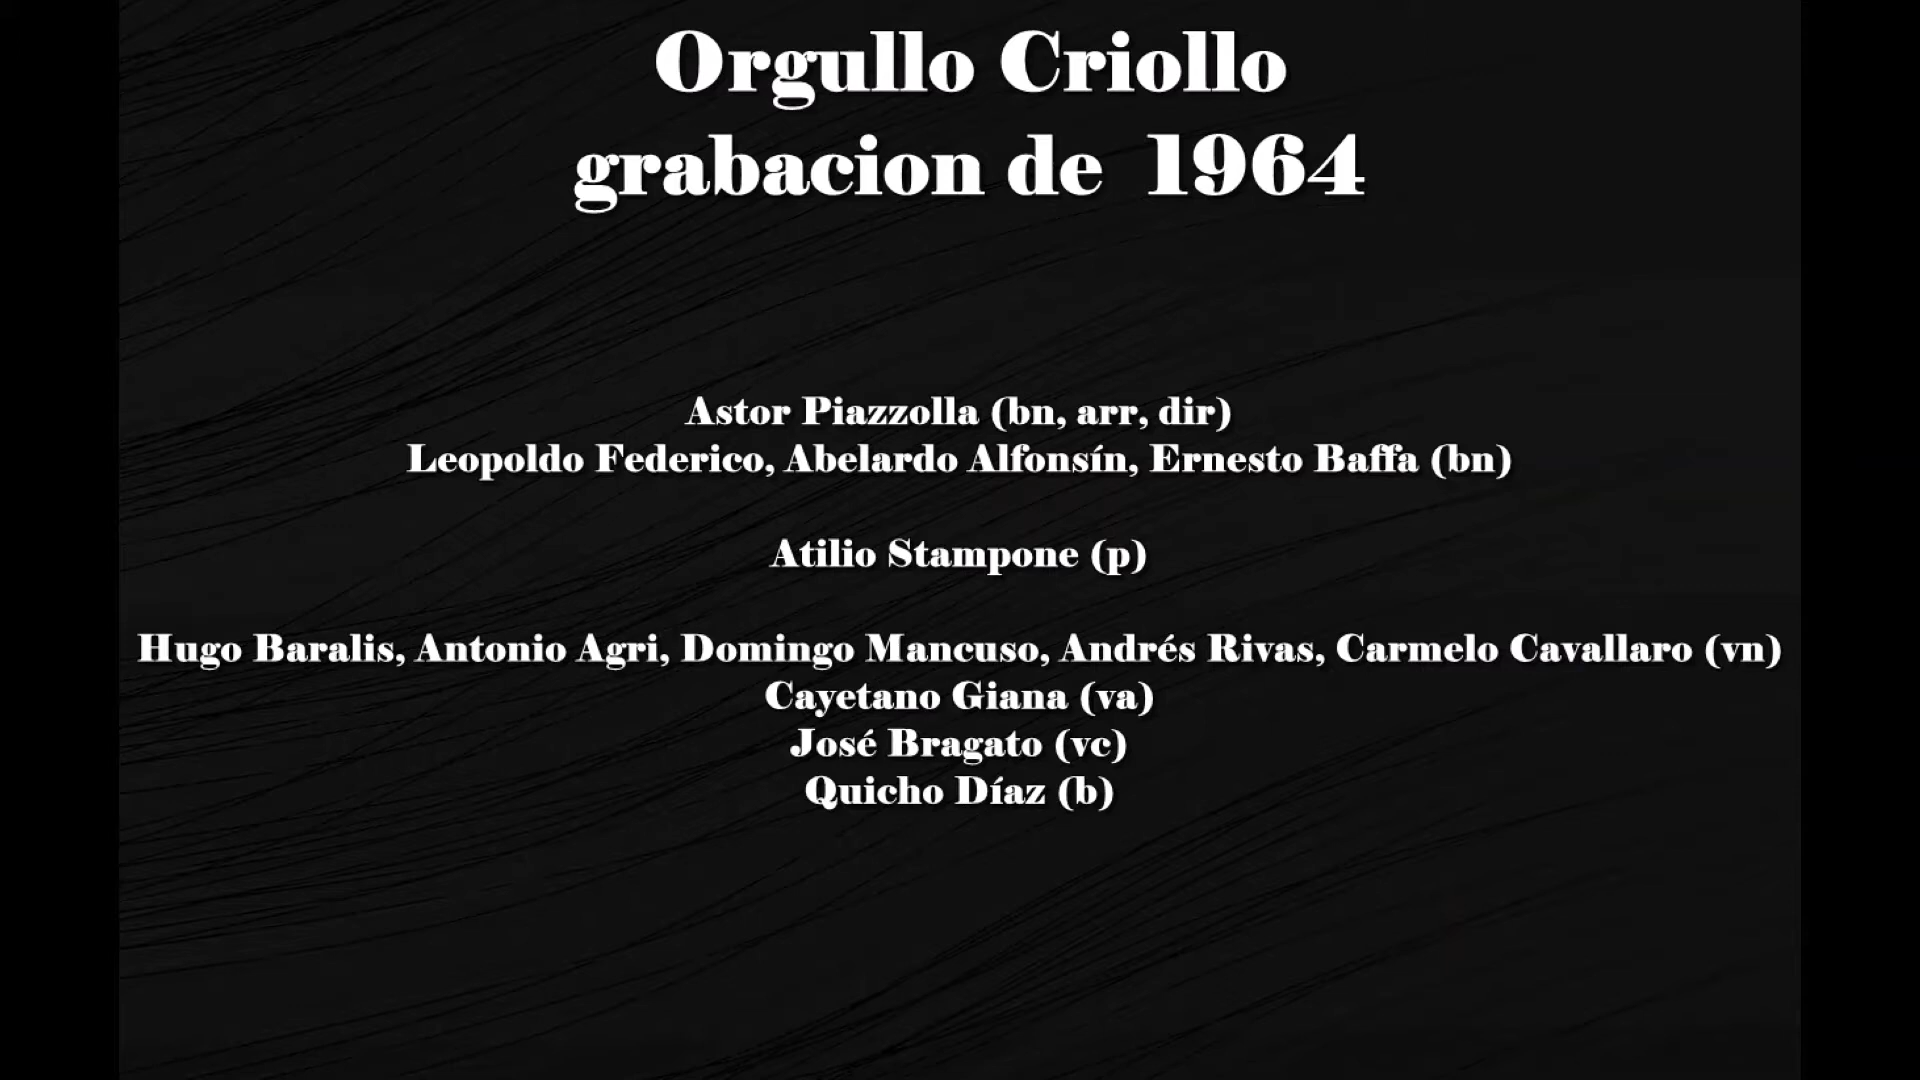 Orgullo Criollo
grabacion de 1964
Astor Piazzolla (bn, arr, dir)
Leopoldo Federico, Abelardo Alfonsín, Ernesto Baffa (bn)
Atilio Stampone (p)
Hugo Baralis, Antonio Agri, Domingo Mancuso, Andrés Rivas, Carmelo Cavallaro (vn)
Cayetano Giana (va)
José Bragato (vc)
Quicho Díaz (b)